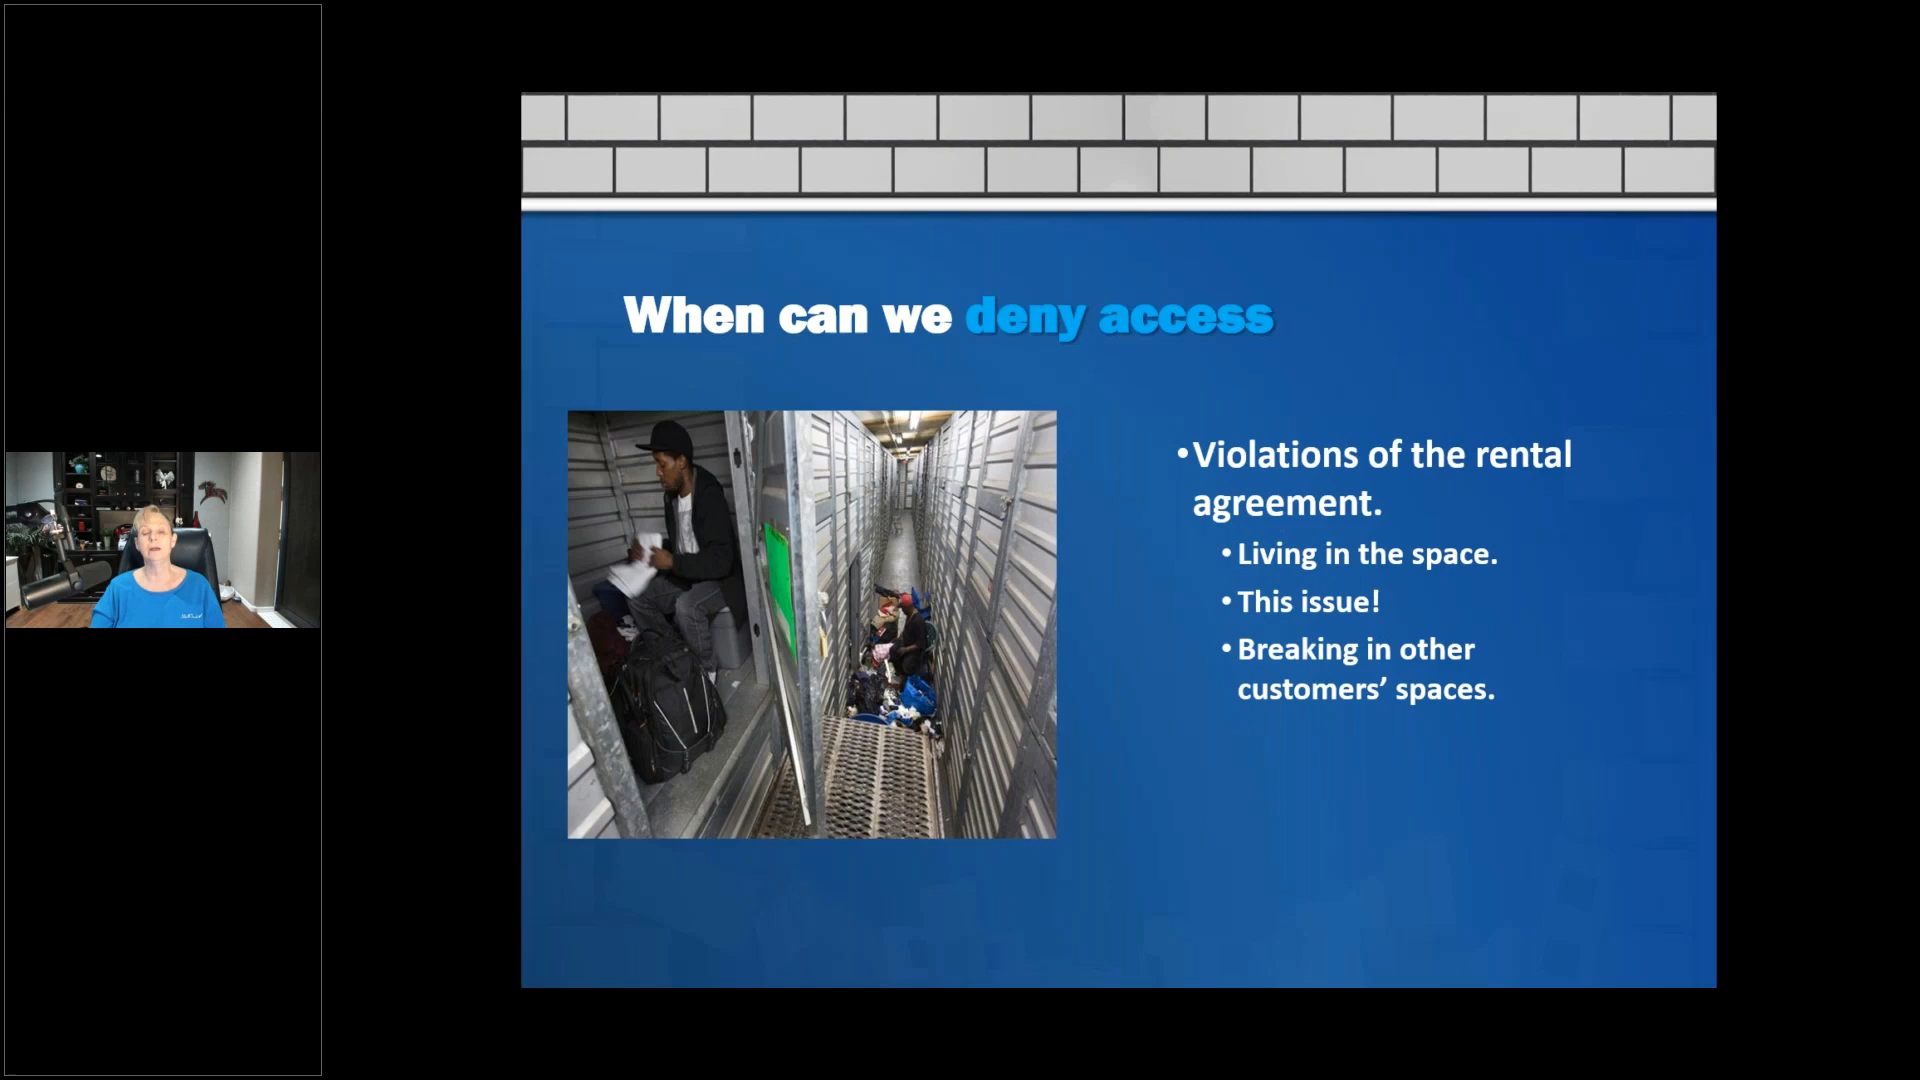 When can we deny access
•Violations of the rental
agreement.
•Living in the space.
•This issue!
•Breaking in other
customers’ spaces.